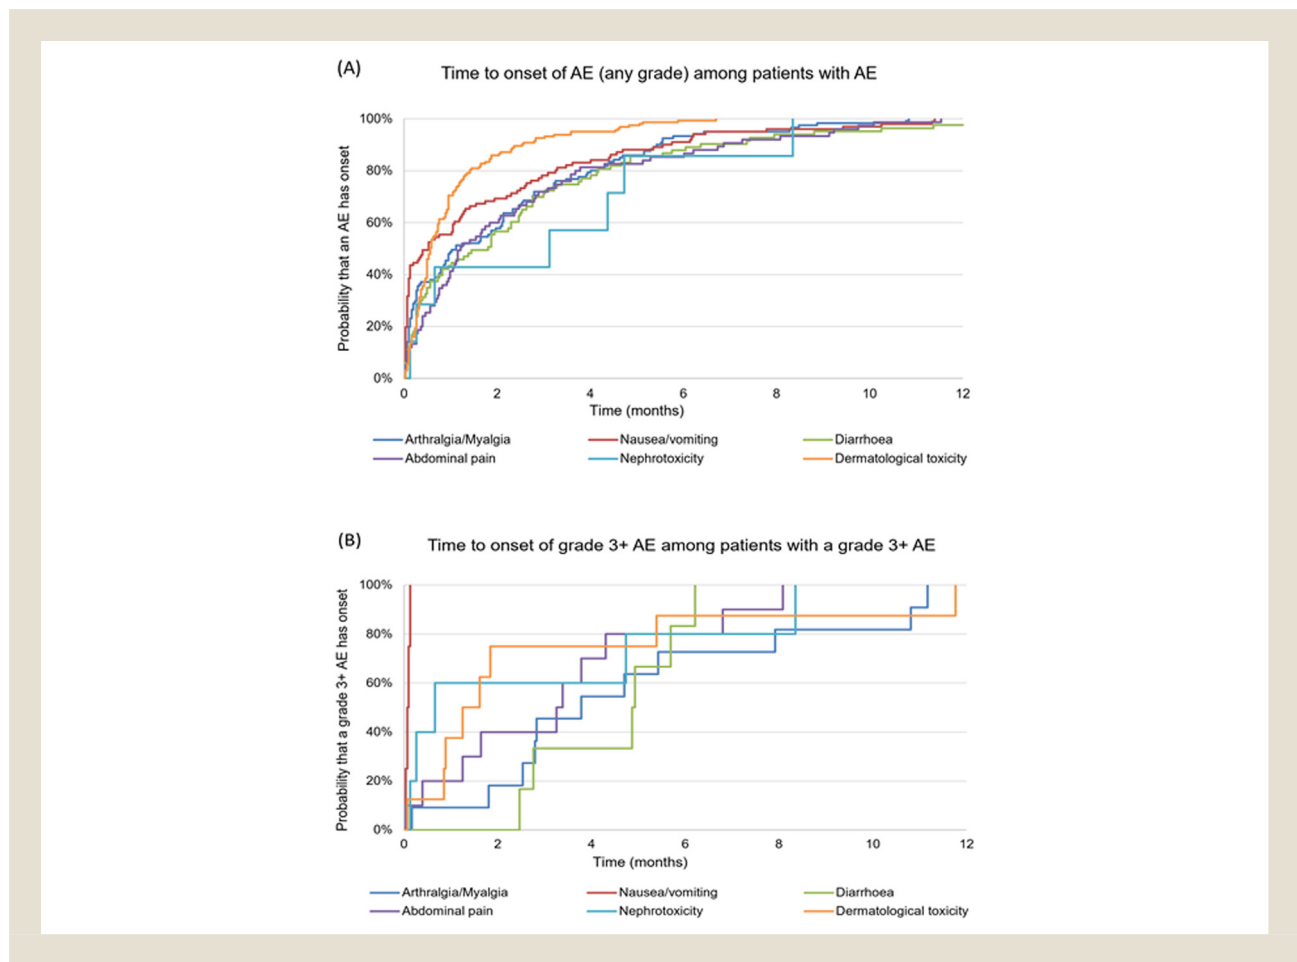 (A)
Time to onset of AE (any grade) among patients with AE
Probability that an AE has onset
100%
80%
60%
40%
20%
0%
0 2 4 6 8 10 12
Time (months)
Arthralgia/Myalgia Nausea/vomiting Diarrhoea
Abdominal pain Nephrotoxicity Dermatological toxicity
(B)
Time to onset of grade 3+ AE among patients with a grade 3+ AE
Probability that a grade 3+ AE has onset
100%
80%
60%
40%
20%
0%
0 2 4 6 8 10 12
Time (months)
Arthralgia/Myalgia Nausea/vomiting Diarrhoea
Abdominal pain Nephrotoxicity Dermatological toxicity